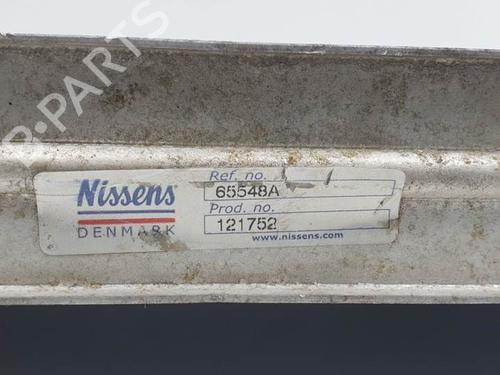 B-PARTS
Nissens
DENMARK
Ref. no.
65548A
Prod. no.
121752
www.nissens.com